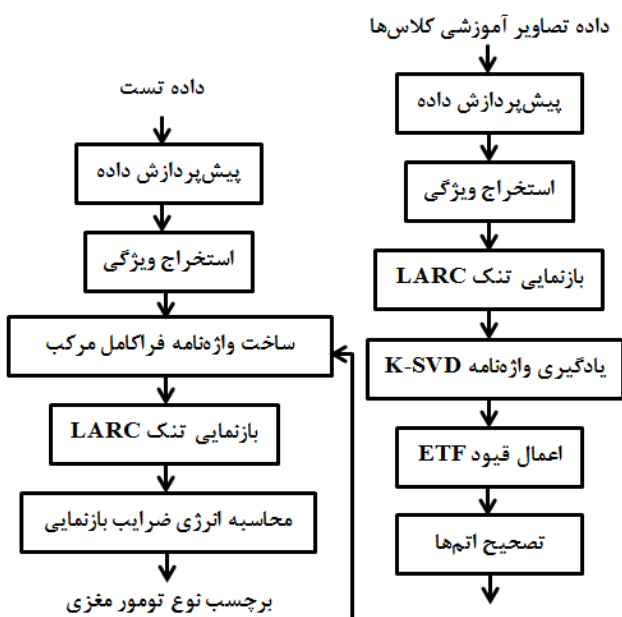 داده تصاویر آموزشی کلاس‌ها
پیش‌پردازش داده
استخراج ویژگی
بازنمایی تنک LARC
یادگیری واژه‌نامه K-SVD
اعمال قیود ETF
تصحیح اتم‌ها
داده تست
پیش‌پردازش داده
استخراج ویژگی
ساخت واژه‌نامه فراکامل مرکب
بازنمایی تنک LARC
محاسبه انرژی ضرایب بازنمایی
برچسب نوع تومور مغزی